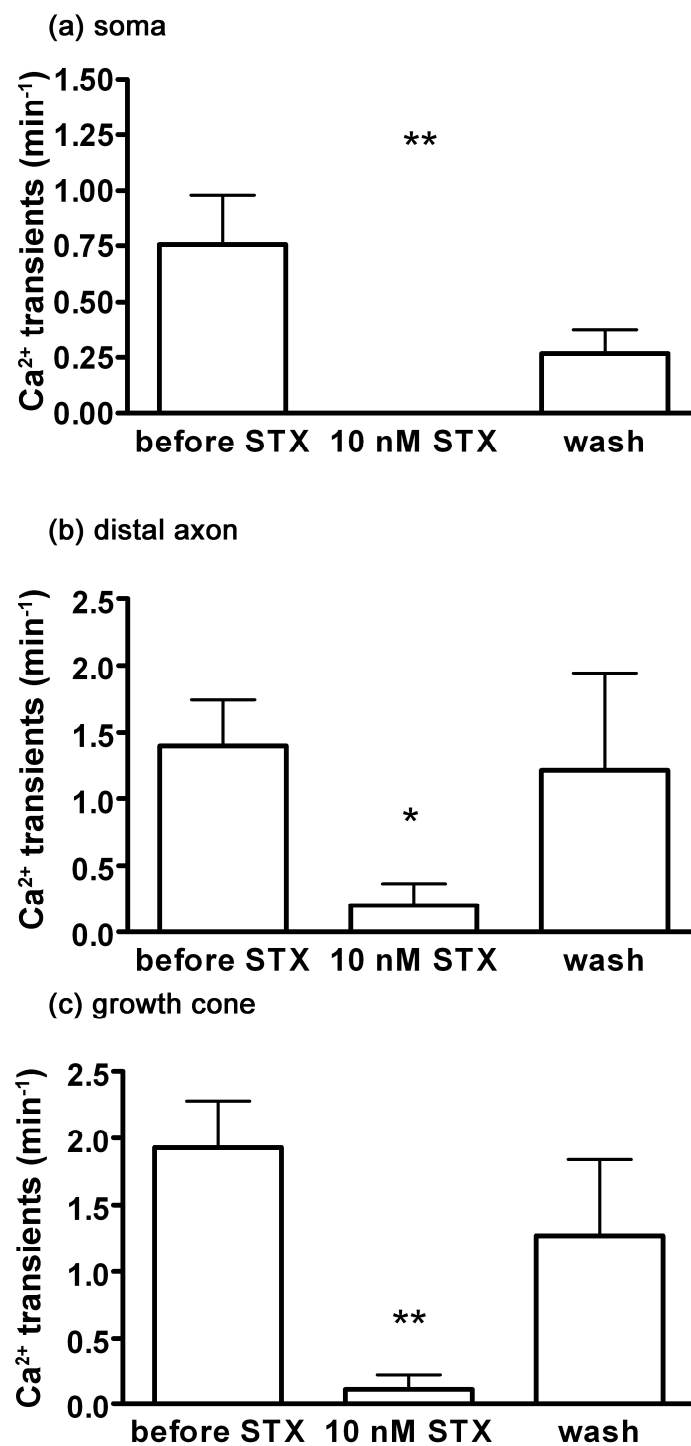 (a) soma
Ca²⁺ transients (min⁻¹)
1.50
1.25
1.00
0.75
0.50
0.25
0.00
**
before STX 10 nM STX wash
(b) distal axon
Ca²⁺ transients (min⁻¹)
2.5
2.0
1.5
1.0
0.5
0.0
*
before STX 10 nM STX wash
(c) growth cone
Ca²⁺ transients (min⁻¹)
2.5
2.0
1.5
1.0
0.5
0.0
**
before STX 10 nM STX wash